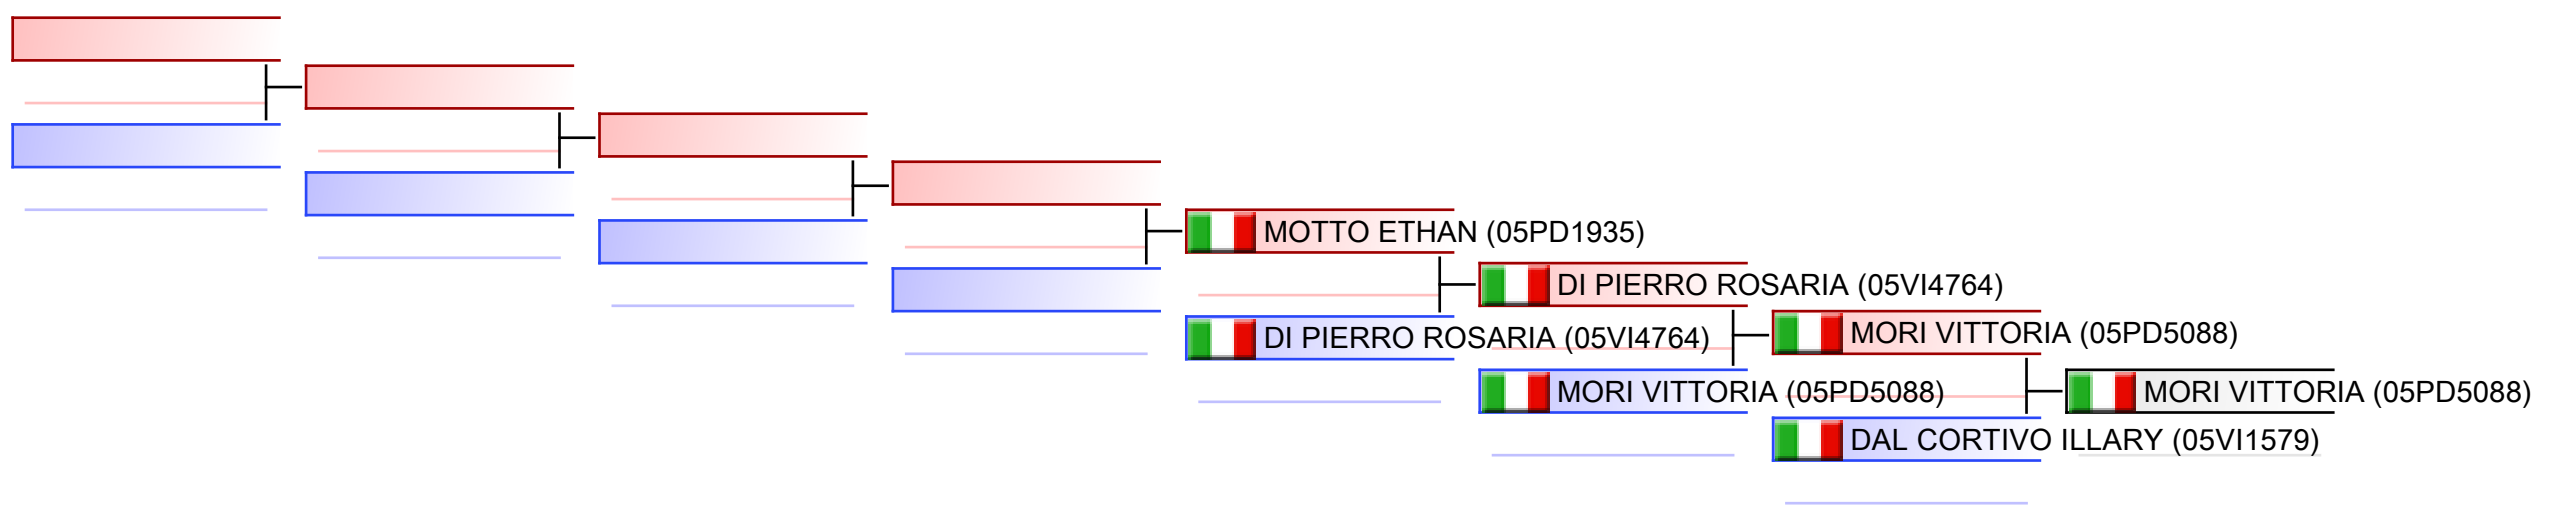 MOTTO ETHAN (05PD1935)
DI PIERRO ROSARIA (05VI4764)
DI PIERRO ROSARIA (05VI4764)
MORI VITTORIA (05PD5088)
MORI VITTORIA (05PD5088)
MORI VITTORIA (05PD5088)
DAL CORTIVO ILLARY (05VI1579)